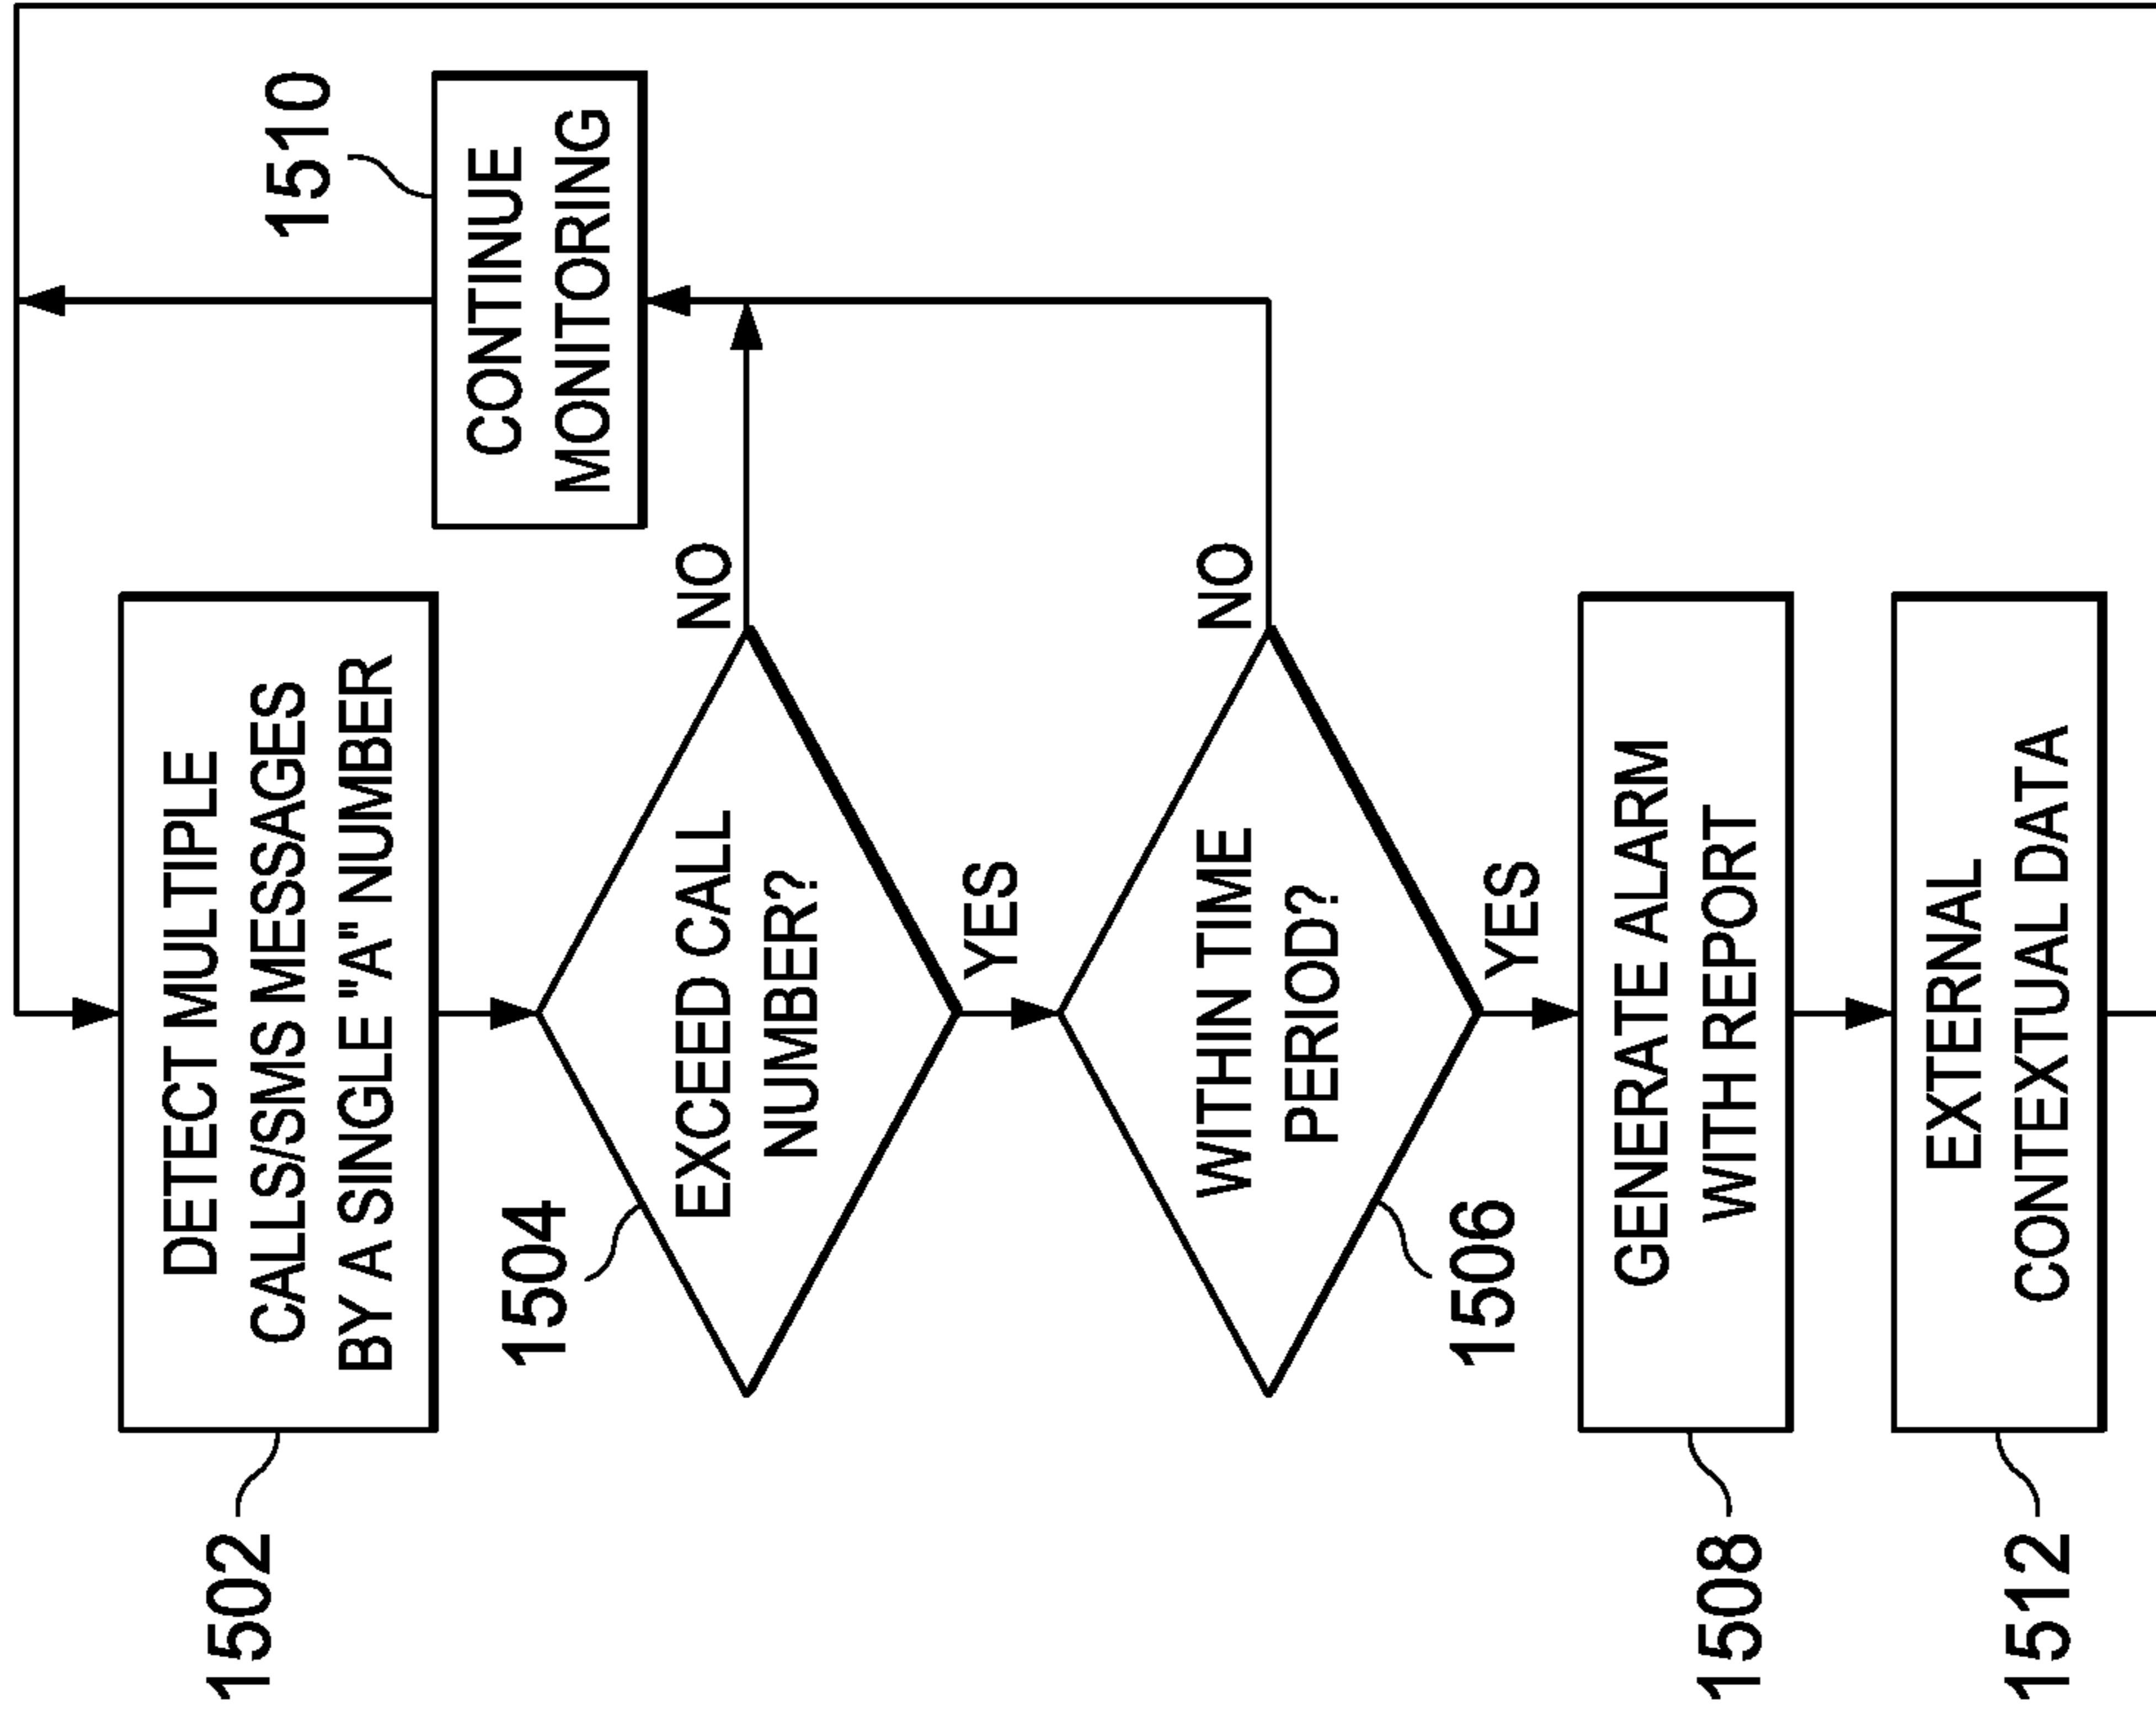 1502
DETECT MULTIPLE
CALLS/SMS MESSAGES
BY A SINGLE "A" NUMBER
1504
EXCEED CALL
NUMBER?
NO
YES
1510
CONTINUE
MONITORING
1506
WITHIN TIME
PERIOD?
NO
YES
1508
GENERATE ALARM
WITH REPORT
1512
EXTERNAL
CONTEXTUAL DATA